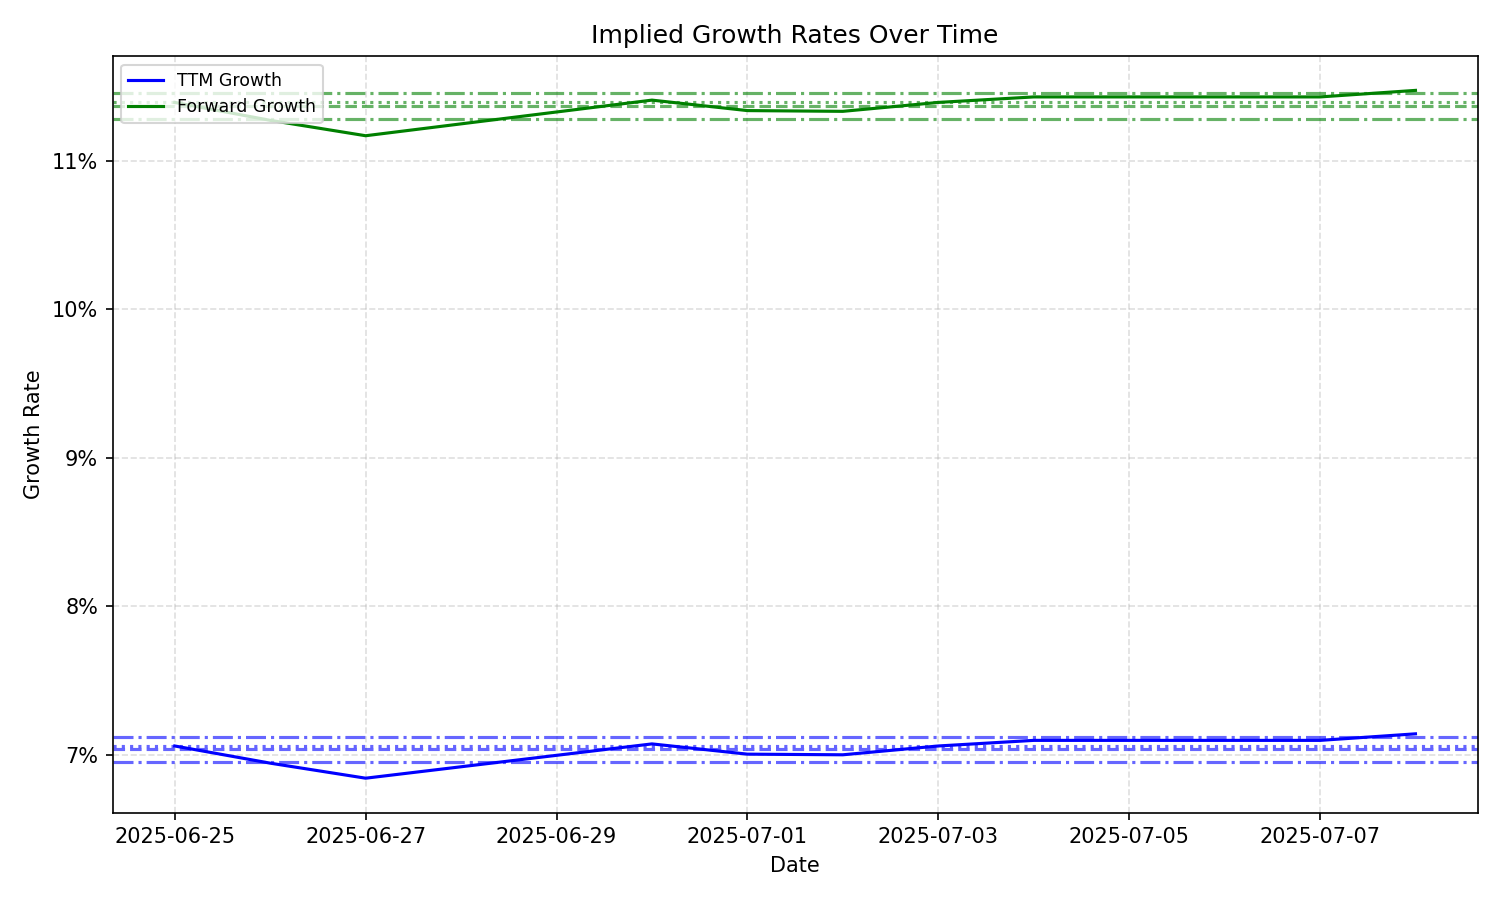 Implied Growth Rates Over Time
TTM Growth
Forward Growth
11%
10%
9%
8%
7%
Growth Rate
2025-06-25
2025-06-27
2025-06-29
2025-07-01
2025-07-03
2025-07-05
2025-07-07
Date